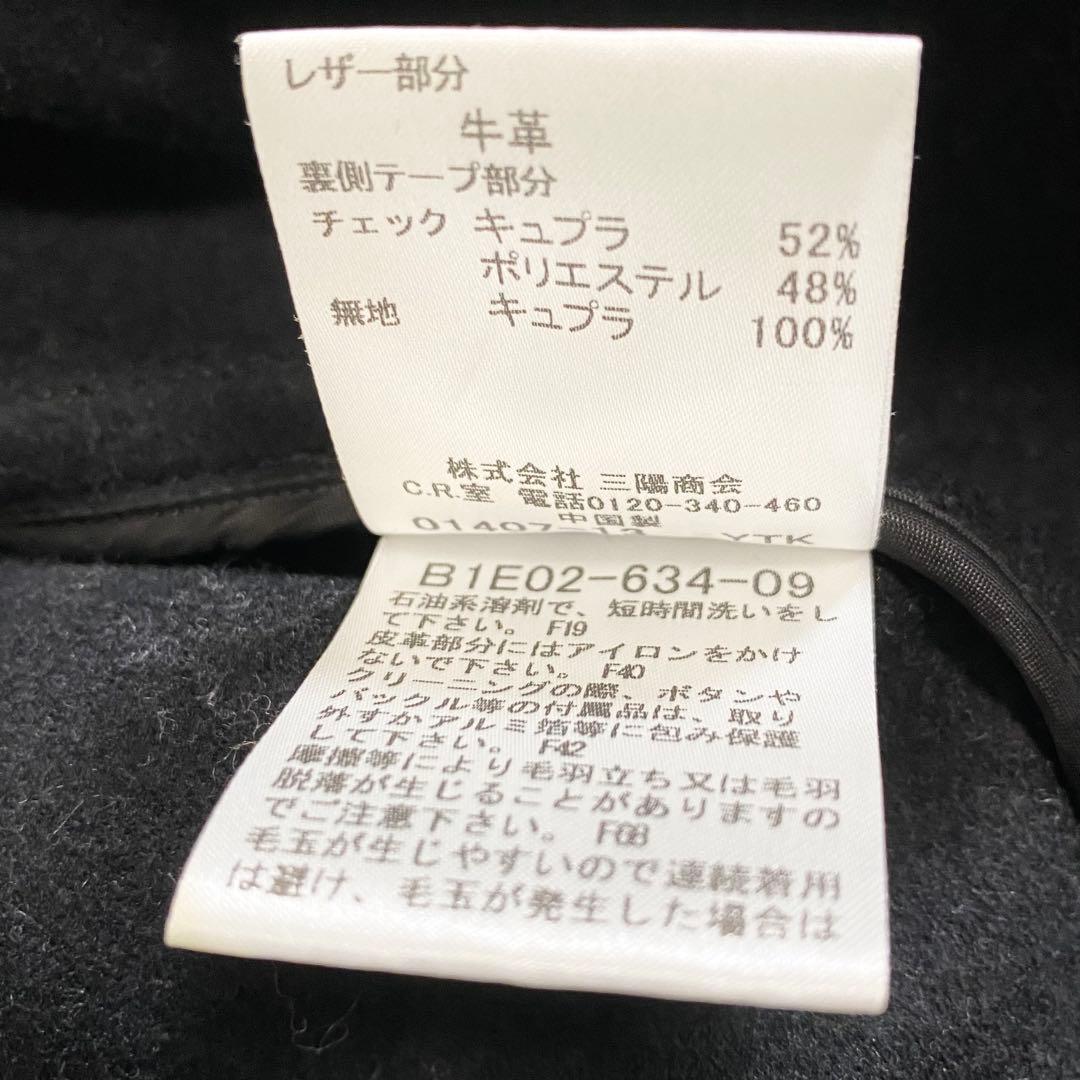 レザー部分
牛革
裏側テープ部分
チェック キュプラ 52%
ポリエステル 48%
無地 キュプラ 100%
株式会社 三陽商会
C.R.室 電話0120-340-460
中国製
01407-13 YTK
B1E02-634-09
石油系溶剤で、短時間洗いをし
て下さい。 F19
皮革部分にはアイロンをかけ
ないで下さい。 F40
クリーニングの際、ボタンや
バックル等の付属品は、取り
外すかアルミ箔等に包み保護
して下さい。 F42
摩擦等により毛羽立ち又は毛羽
脱落が生じることがありますの
でご注意下さい。 F08
毛玉が生じやすいので連続着用
は避け、毛玉が発生した場合は